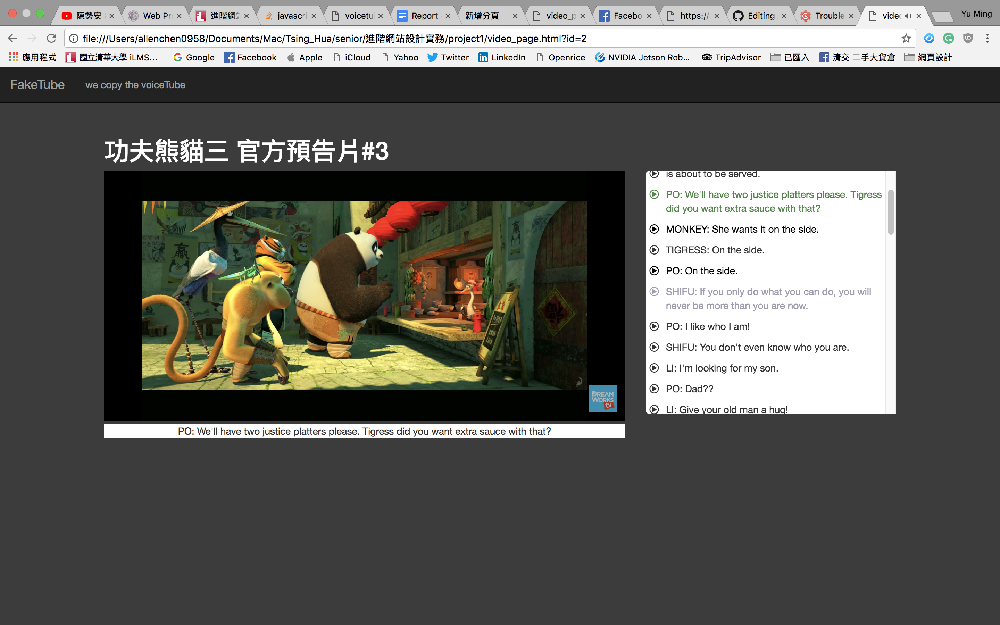 陳勢安
Web Pr
進階網
javascri
voicetu
Report
新增分頁
video_p
Facebo
https://
Editing
Trouble
vide
Yu Ming
file:///Users/allenchen0958/Documents/Mac/Tsing_Hua/senior/進階網站設計實務/project1/video_page.html?id=2
應用程式
國立清華大學 iLMS...
Google
Facebook
Apple
iCloud
Yahoo
Twitter
LinkedIn
Openrice
NVIDIA Jetson Rob...
TripAdvisor
已匯入
清交 二手大貨倉
網頁設計
FakeTube
we copy the voiceTube
功夫熊貓三 官方預告片#3
贏
DREAM
WORKS
tv
PO: We'll have two justice platters please. Tigress did you want extra sauce with that?
is about to be served.
PO: We'll have two justice platters please. Tigress
did you want extra sauce with that?
MONKEY: She wants it on the side.
TIGRESS: On the side.
PO: On the side.
SHIFU: If you only do what you can do, you will
never be more than you are now.
PO: I like who I am!
SHIFU: You don't even know who you are.
LI: I'm looking for my son.
PO: Dad??
LI: Give your old man a hug!